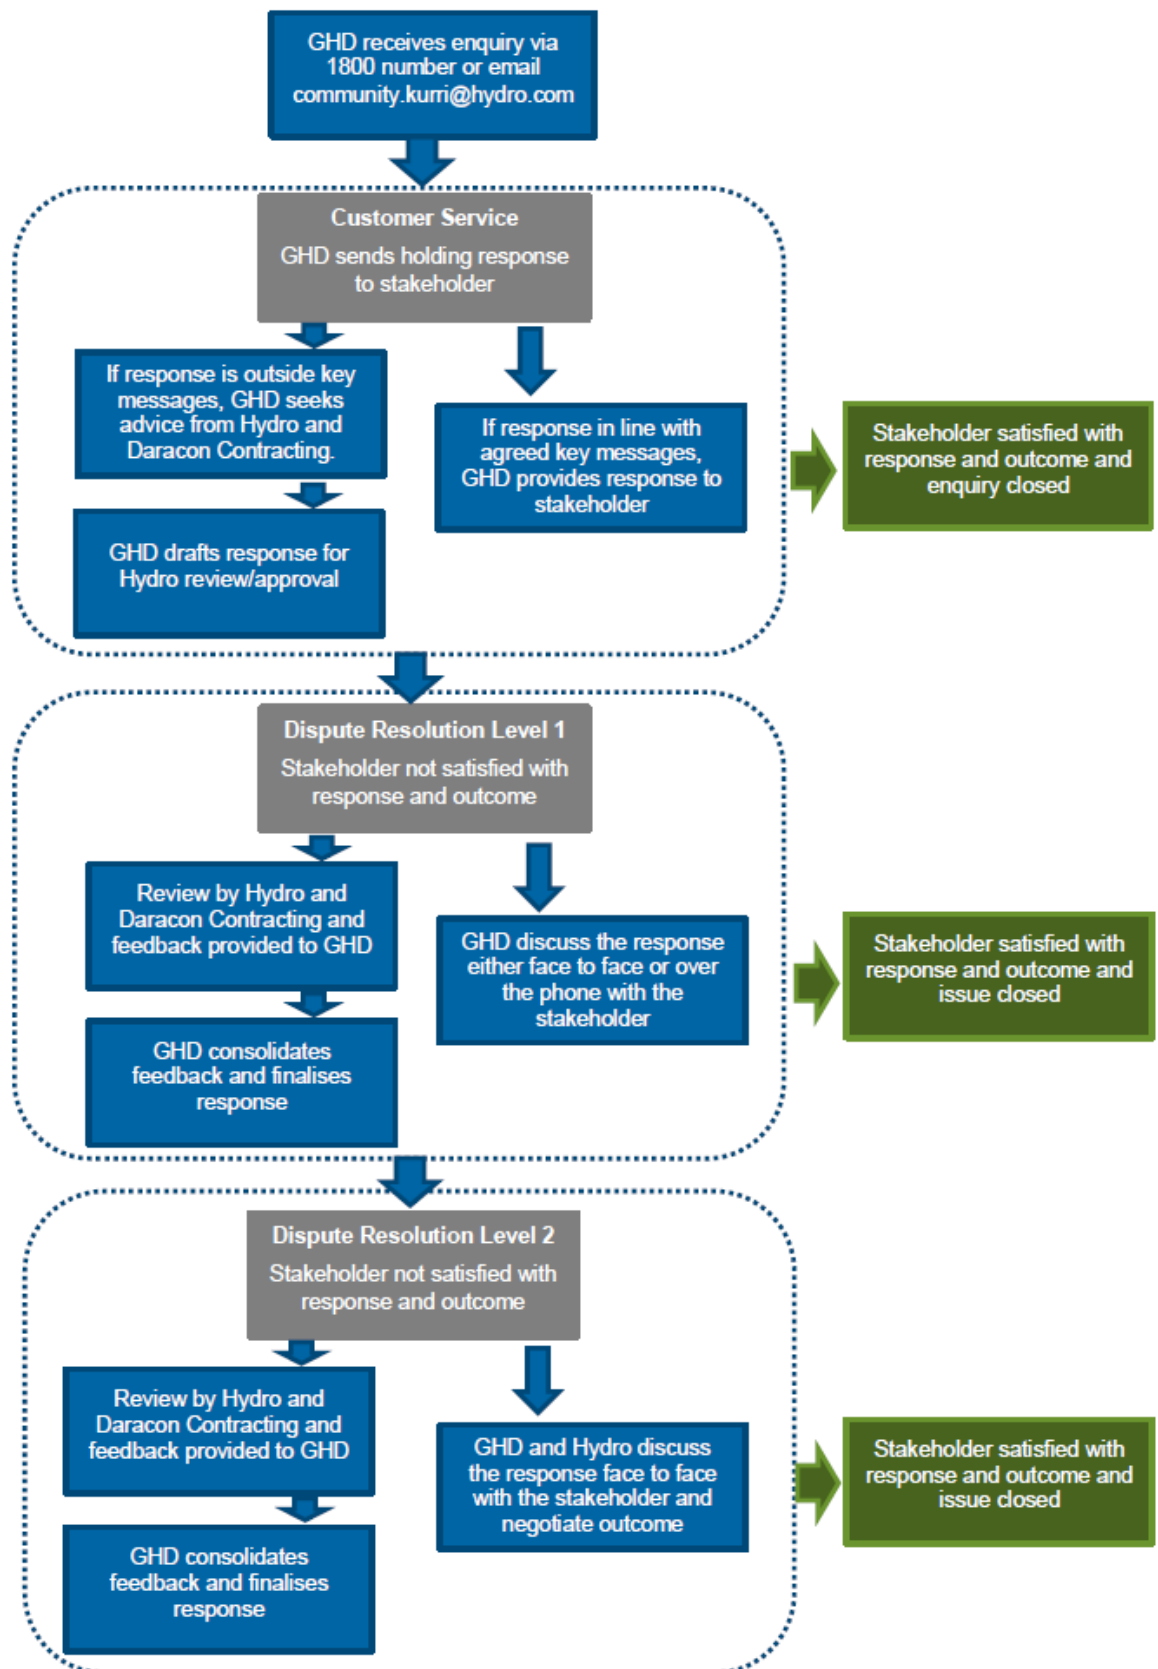 GHD receives enquiry via
1800 number or email
community.kurri@hydro.com
Customer Service
GHD sends holding response
to stakeholder
If response is outside key
messages, GHD seeks
advice from Hydro and
Daracon Contracting.
If response in line with
agreed key messages,
GHD provides response to
stakeholder
Stakeholder satisfied with
response and outcome and
enquiry closed
GHD drafts response for
Hydro review/approval
Dispute Resolution Level 1
Stakeholder not satisfied with
response and outcome
Review by Hydro and
Daracon Contracting and
feedback provided to GHD
GHD discuss the response
either face to face or over
the phone with the
stakeholder
Stakeholder satisfied with
response and outcome and
issue closed
GHD consolidates
feedback and finalises
response
Dispute Resolution Level 2
Stakeholder not satisfied with
response and outcome
Review by Hydro and
Daracon Contracting and
feedback provided to GHD
GHD and Hydro discuss
the response face to face
with the stakeholder and
negotiate outcome
Stakeholder satisfied with
response and outcome and
issue closed
GHD consolidates
feedback and finalises
response